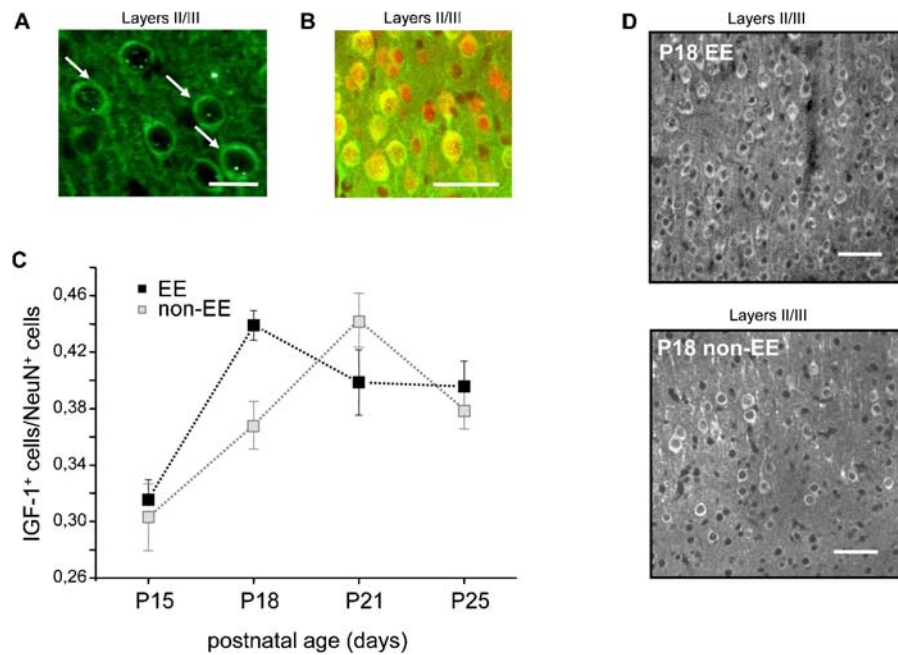 A
Layers II/III
B
Layers II/III
D
Layers II/III
P18 EE
C
EE
non-EE
IGF-1⁺ cells/NeuN⁺ cells
0,46
0,42
0,38
0,34
0,30
0,26
P15
P18
P21
P25
postnatal age (days)
Layers II/III
P18 non-EE